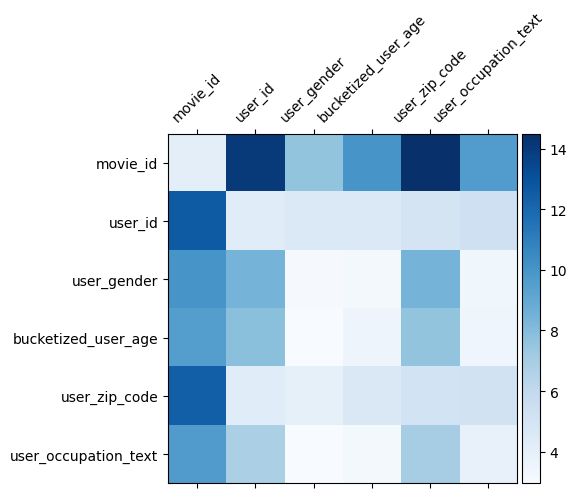 movie_id
user_id
user_gender
bucketized_user_age
user_zip_code
user_occupation_text
movie_id
user_id
user_gender
bucketized_user_age
user_zip_code
user_occupation_text
14
12
10
8
6
4